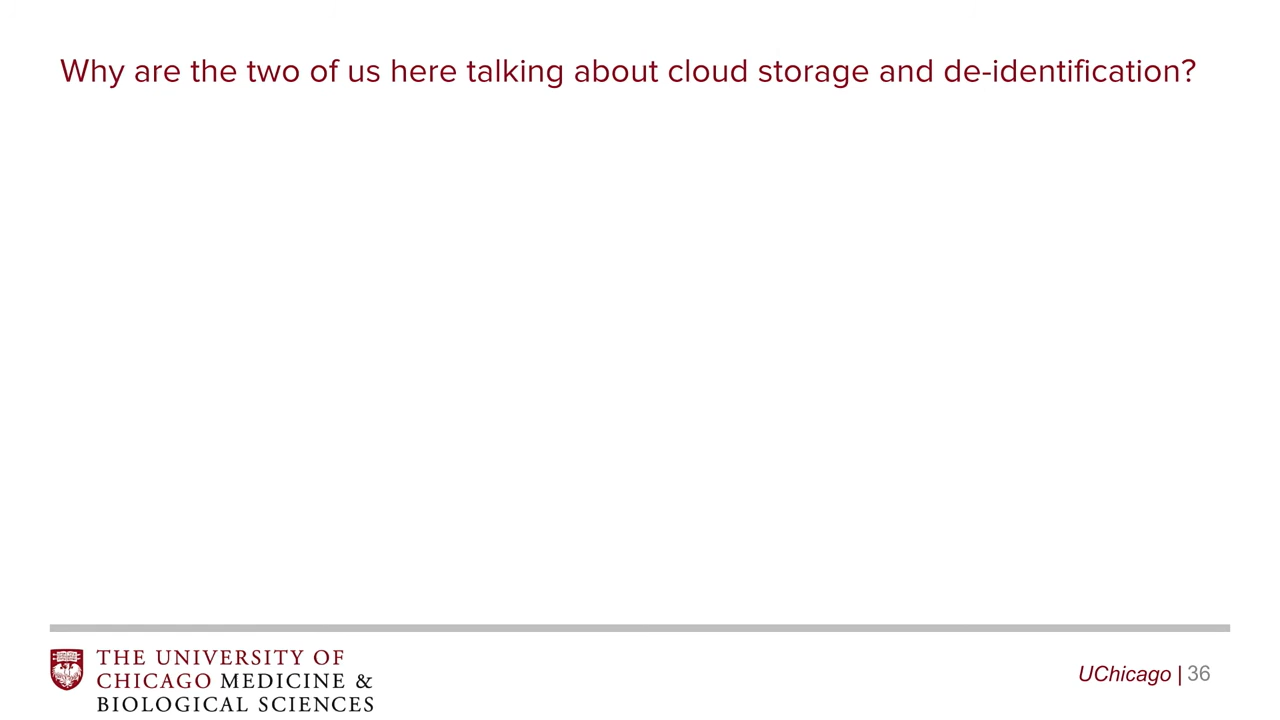 Why are the two of us here talking about cloud storage and de-identification?
THE UNIVERSITY OF
CHICAGO MEDICINE &
BIOLOGICAL SCIENCES
UChicago | 36